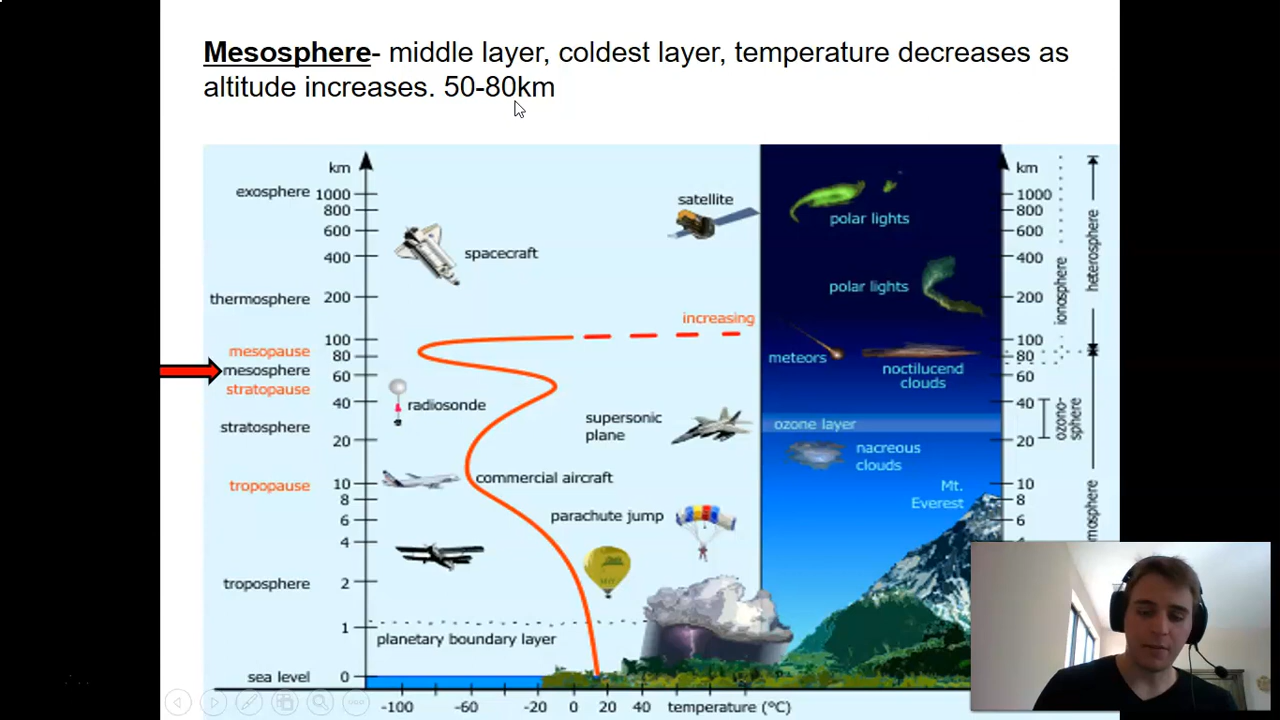 Mesosphere- middle layer, coldest layer, temperature decreases as
altitude increases. 50-80km
km
km
exosphere
1000
800
600
400
200
100
80
60
40
20
10
8
6
4
2
1
0
thermosphere
mesopause
mesosphere
stratopause
stratosphere
tropopause
troposphere
sea level
satellite
spacecraft
increasing
radiosonde
supersonic
plane
commercial aircraft
parachute jump
planetary boundary layer
polar lights
polar lights
meteors
noctilucend
clouds
ozone layer
nacreous
clouds
Mt.
Everest
1000
800
600
400
200
100
80
60
40
20
10
8
6
4
ionosphere
heterosphere
ozono-
sphere
-100
-60
-20
0
20
40
temperature (°C)